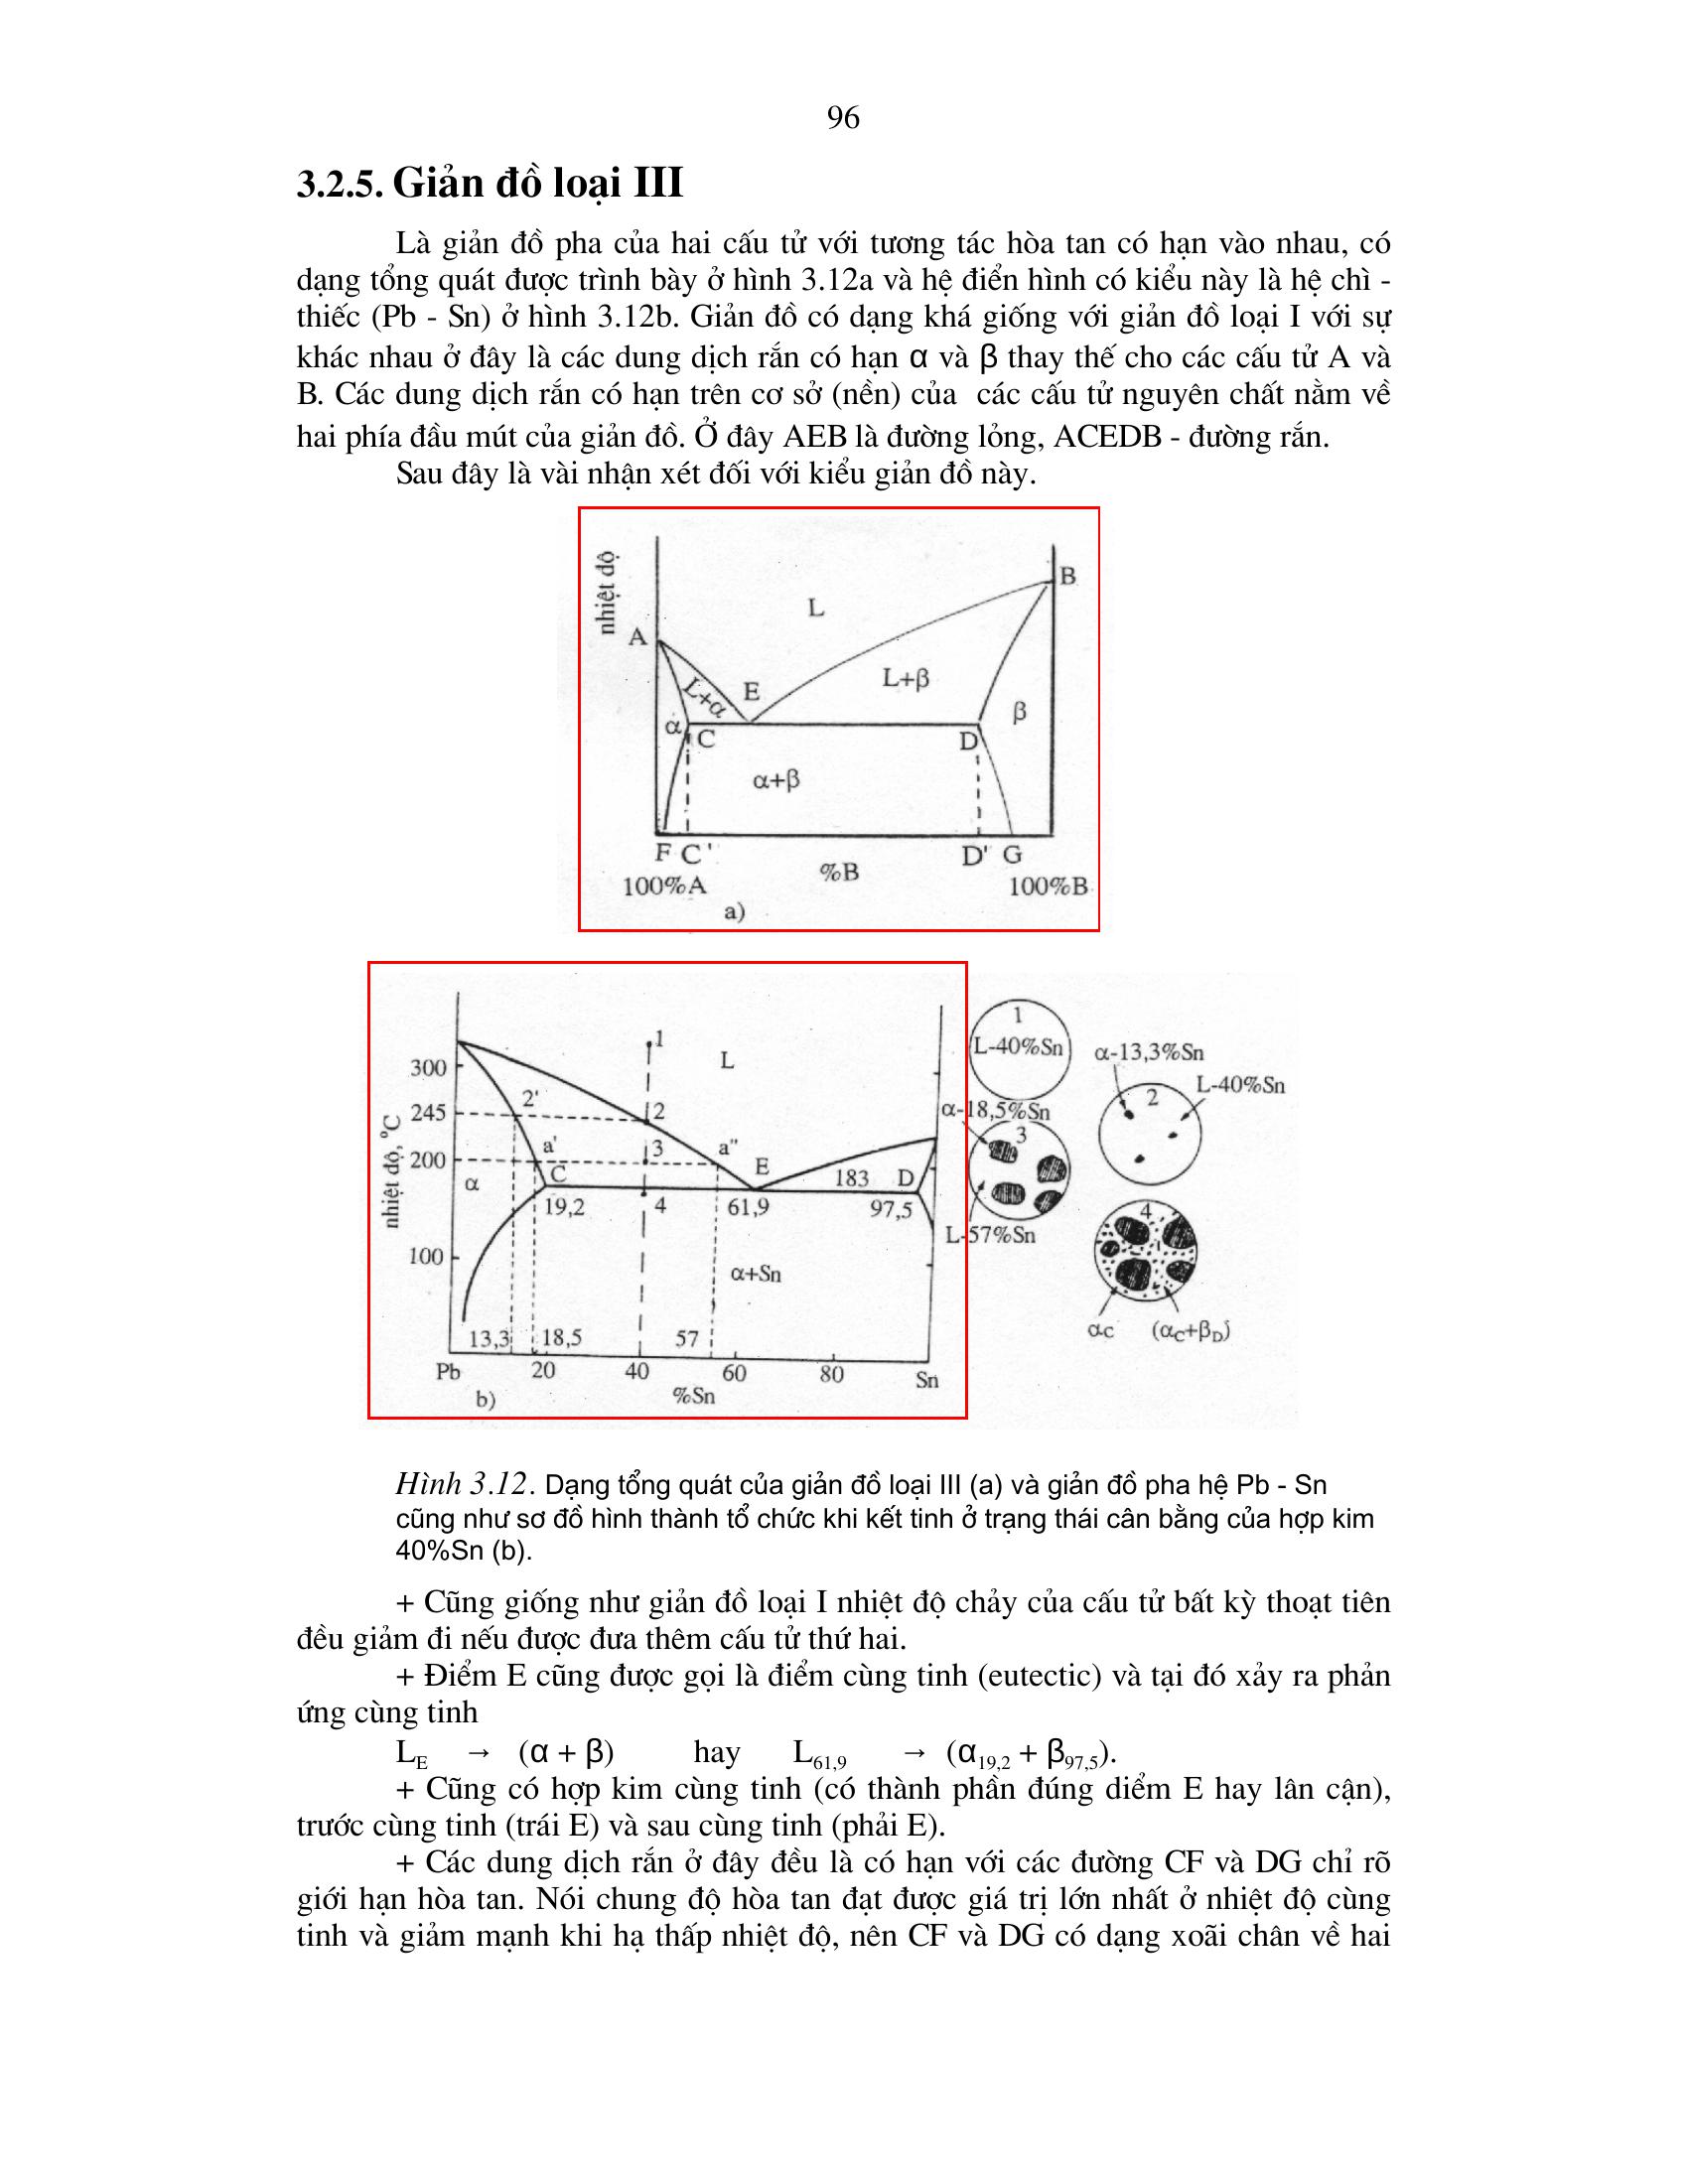 96
3.2.5. Giản đồ loại III
Là giản đồ pha của hai cấu tử với tương tác hòa tan có hạn vào nhau, có
dạng tổng quát được trình bày ở hình 3.12a và hệ điển hình có kiểu này là hệ chì -
thiếc (Pb - Sn) ở hình 3.12b. Giản đồ có dạng khá giống với giản đồ loại I với sự
khác nhau ở đây là các dung dịch rắn có hạn α và β thay thế cho các cấu tử A và
B. Các dung dịch rắn có hạn trên cơ sở (nền) của các cấu tử nguyên chất nằm về
hai phía đầu mút của giản đồ. Ở đây AEB là đường lỏng, ACEDB - đường rắn.
Sau đây là vài nhận xét đối với kiểu giản đồ này.
nhiệt độ
B
L
A
L+β
E
L+α
β
α
C
D
α+β
F C' D' G
%B
100%A 100%B
a)
1
L
300
2'
245
2
a' 3 a"
200
E
C
183 D
α
nhiệt độ, °C
19,2 4 61,9 97,5
100
α+Sn
13,3 18,5 57
Pb 20 40 60 80 Sn
%Sn
b)
1
L-40%Sn
α-13,3%Sn
L-40%Sn
2
α-18,5%Sn
3
L-57%Sn
4
αC (αC+βD)
Hình 3.12. Dạng tổng quát của giản đồ loại III (a) và giản đồ pha hệ Pb - Sn
cũng như sơ đồ hình thành tổ chức khi kết tinh ở trạng thái cân bằng của hợp kim
40%Sn (b).
+ Cũng giống như giản đồ loại I nhiệt độ chảy của cấu tử bất kỳ thoạt tiên
đều giảm đi nếu được đưa thêm cấu tử thứ hai.
+ Điểm E cũng được gọi là điểm cùng tinh (eutectic) và tại đó xảy ra phản
ứng cùng tinh
L_E → (α + β) hay L_61,9 → (α_19,2 + β_97,5).
+ Cũng có hợp kim cùng tinh (có thành phần đúng diểm E hay lân cận),
trước cùng tinh (trái E) và sau cùng tinh (phải E).
+ Các dung dịch rắn ở đây đều là có hạn với các đường CF và DG chỉ rõ
giới hạn hòa tan. Nói chung độ hòa tan đạt được giá trị lớn nhất ở nhiệt độ cùng
tinh và giảm mạnh khi hạ thấp nhiệt độ, nên CF và DG có dạng xoãi chân về hai